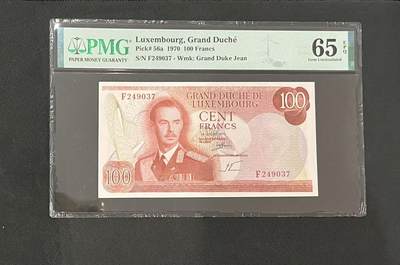 PMG
PAPER MONEY GUARANTY
Luxembourg, Grand Duché
Pick# 56a 1970 100 Francs
S/N F249037 - Wmk: Grand Duke Jean
65 EPQ
Gem Uncirculated
F249037
GRAND-DUCHÉ DE
LUXEMBOURG
100
CENT
FRANCS
100
F249037